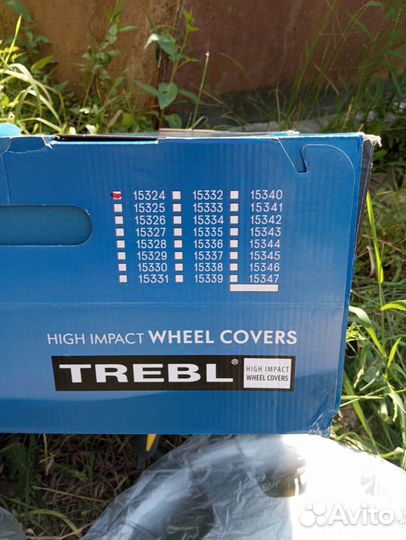 15324 15332 15340
15325 15333 15341
15326 15334 15342
15327 15335 15343
15328 15336 15344
15329 15337 15345
15330 15338 15346
15331 15339 15347
HIGH IMPACT WHEEL COVERS
TREBL® HIGH IMPACT
WHEEL COVERS
Avito